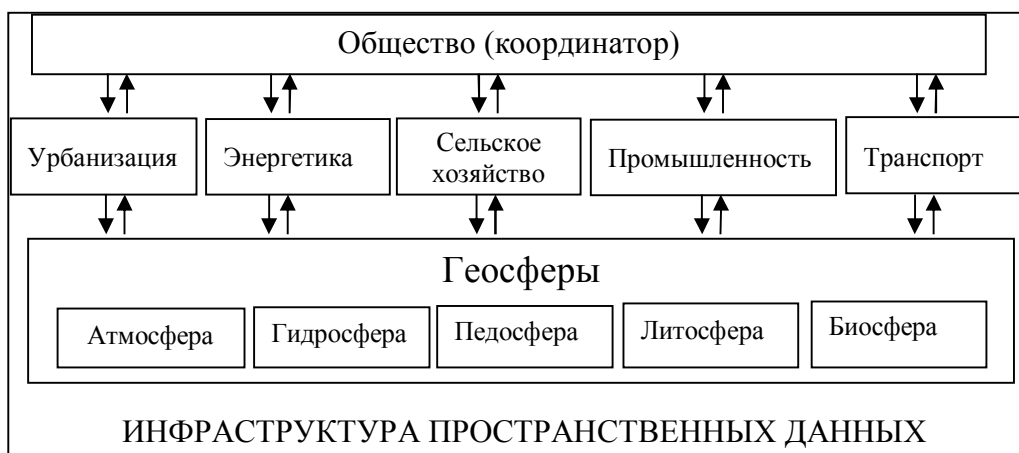 Общество (координатор)
Урбанизация
Энергетика
Сельское
хозяйство
Промышленность
Транспорт
Геосферы
Атмосфера
Гидросфера
Педосфера
Литосфера
Биосфера
ИНФРАСТРУКТУРА ПРОСТРАНСТВЕННЫХ ДАННЫХ